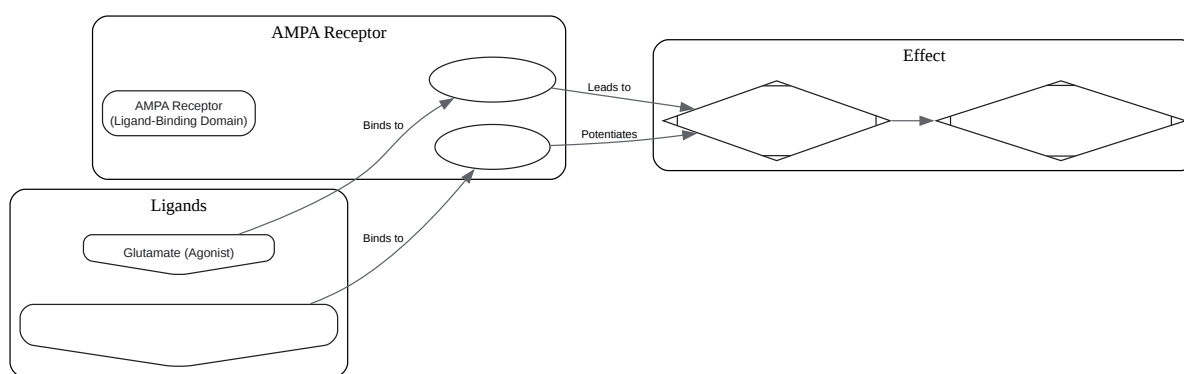 AMPA Receptor
Effect
Leads to
AMPA Receptor
(Ligand-Binding Domain)
Binds to
Potentiates
Ligands
Binds to
Glutamate (Agonist)